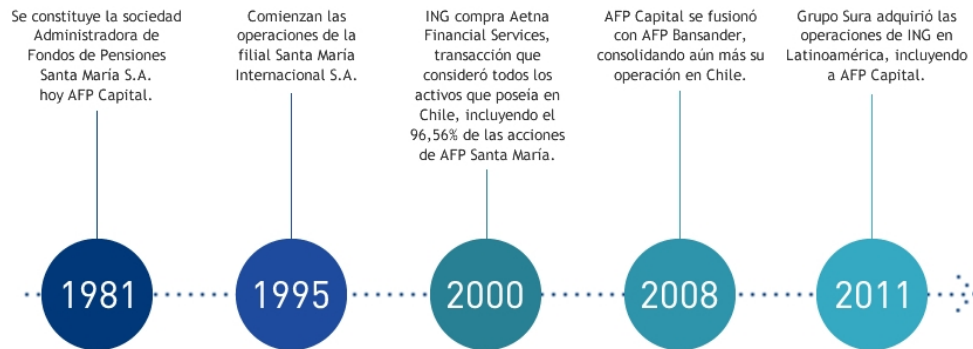 Se constituye la sociedad
Administradora de
Fondos de Pensiones
Santa María S.A.
hoy AFP Capital.
Comienzan las
operaciones de la
filial Santa María
Internacional S.A.
ING compra Aetna
Financial Services,
transacción que
consideró todos los
activos que poseía en
Chile, incluyendo el
96,56% de las acciones
de AFP Santa María.
AFP Capital se fusionó
con AFP Bansander,
consolidando aún más su
operación en Chile.
Grupo Sura adquirió las
operaciones de ING en
Latinoamérica, incluyendo
a AFP Capital.
1981
1995
2000
2008
2011